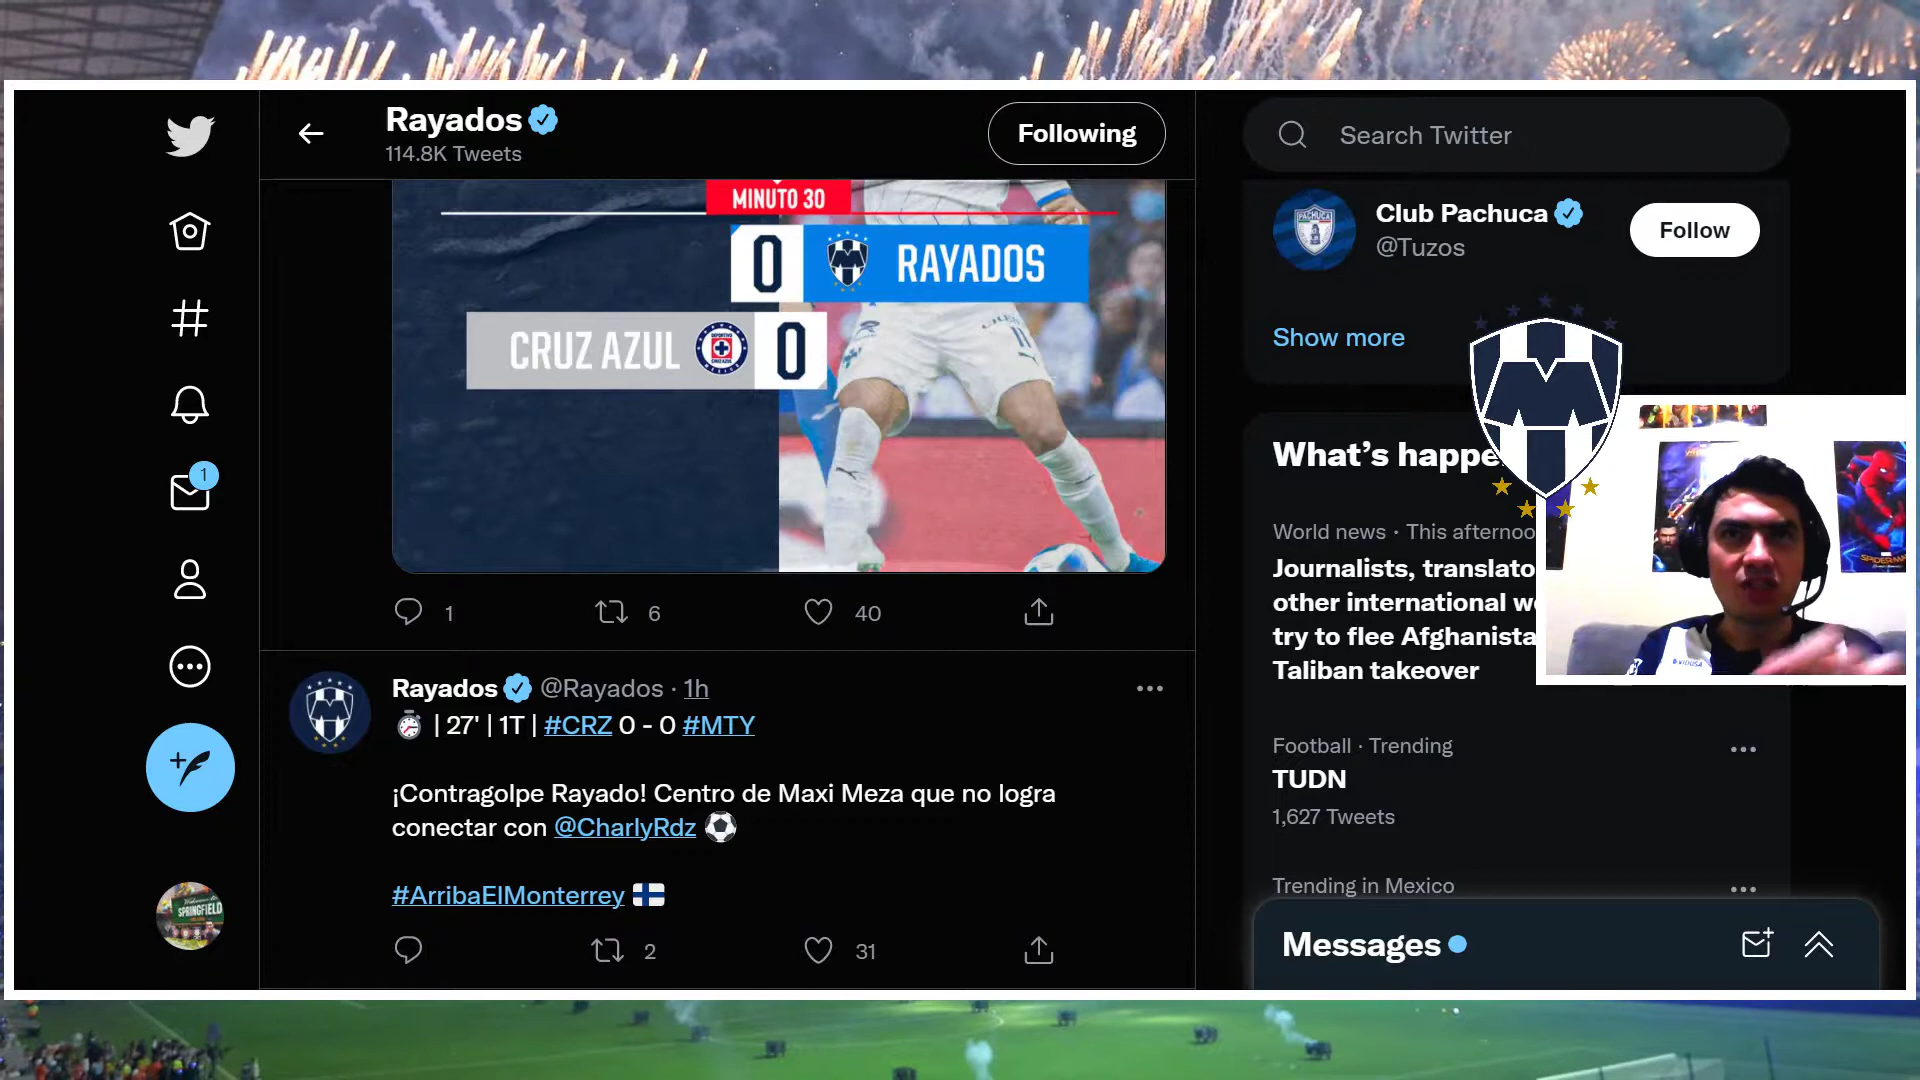 Rayados
114.8K Tweets
Following
Search Twitter
MINUTO 30
0 RAYADOS
CRUZ AZUL 0
1 6 40
Rayados @Rayados · 1h
| 27' | 1T | #CRZ 0 - 0 #MTY
¡Contragolpe Rayado! Centro de Maxi Meza que no logra
conectar con @CharlyRdz
#ArribaElMonterrey
2 31
1
SPRINGFIELD
PACHUCA
Club Pachuca
@Tuzos
Follow
Show more
What's happe
World news · This afternoo
Journalists, translato
other international w
try to flee Afghanista
Taliban takeover
Football · Trending
TUDN
1,627 Tweets
Trending in Mexico
Messages